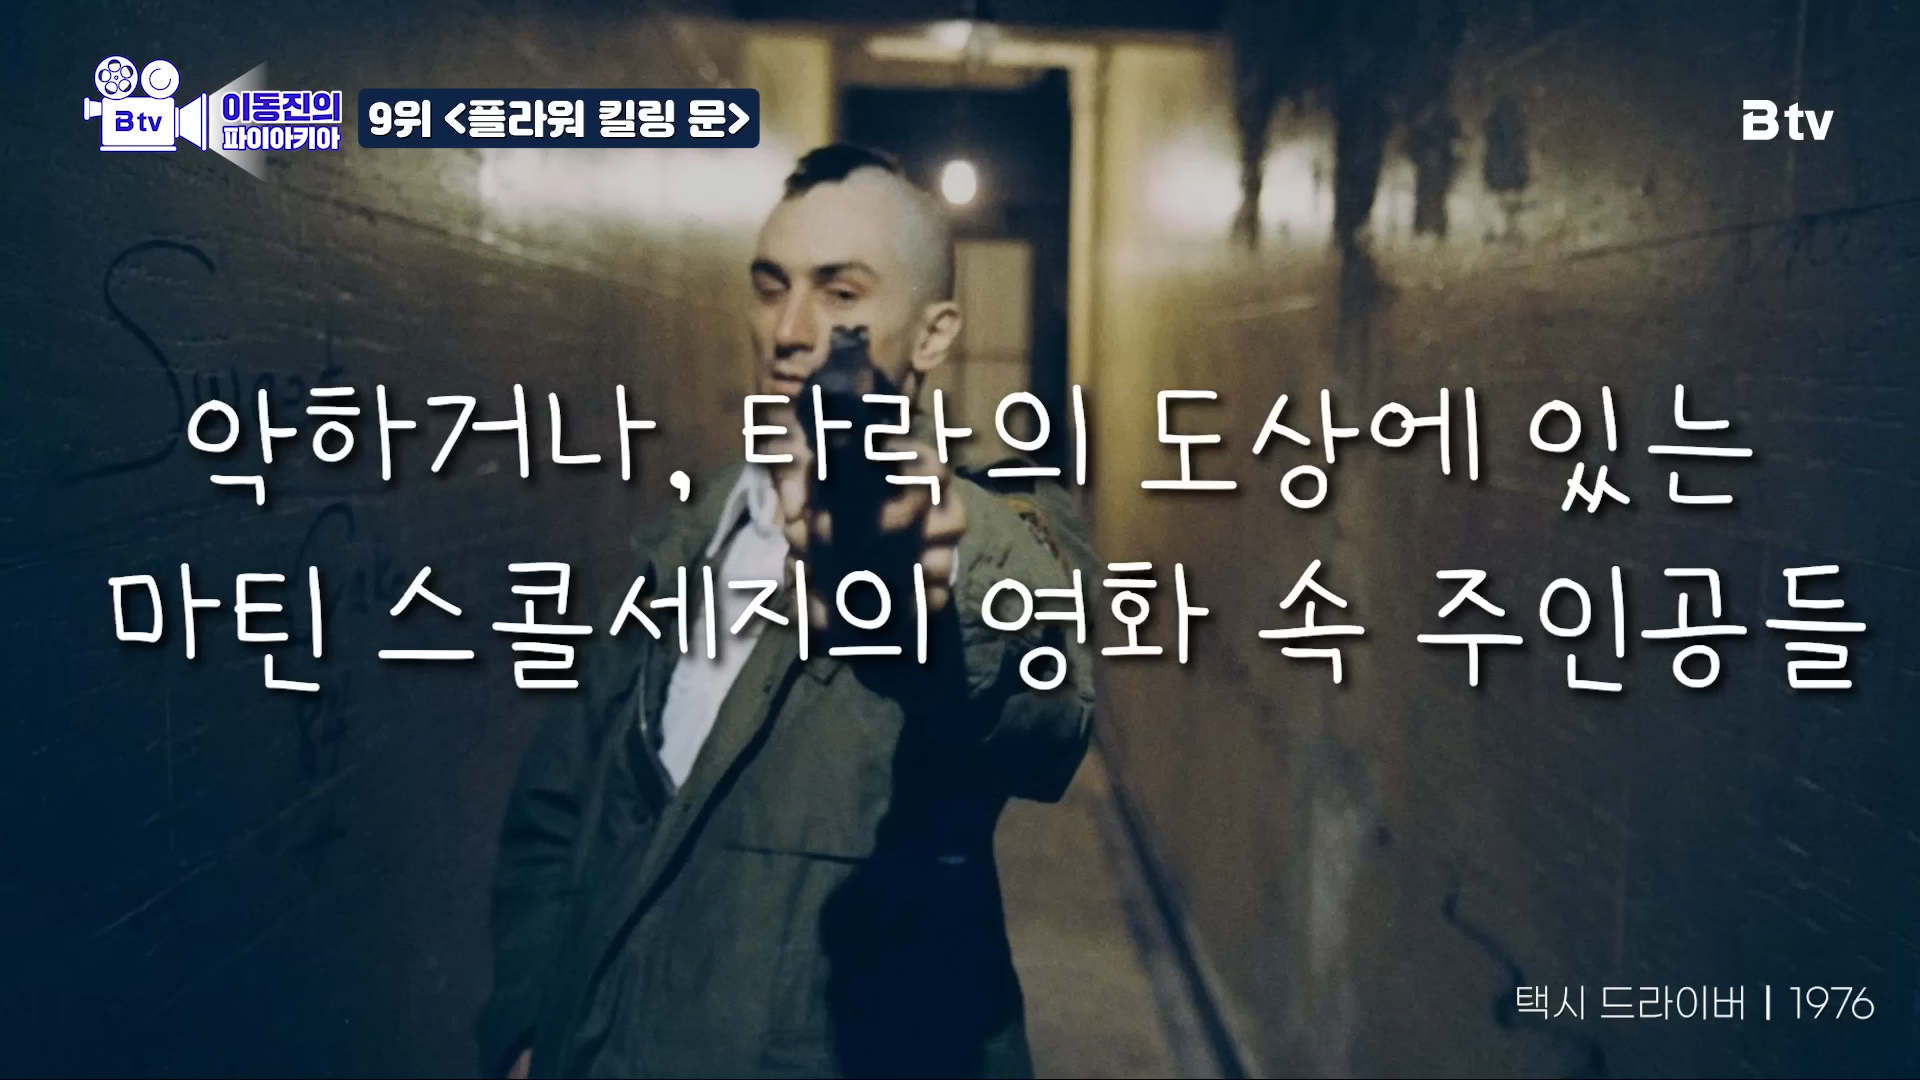 B tv
이동진의
파이아키아
9위 <플라워 킬링 문>
B tv
악하거나, 타락의 도상에 있는
마틴 스콜세지의 영화 속 주인공들
택시 드라이버 | 1976